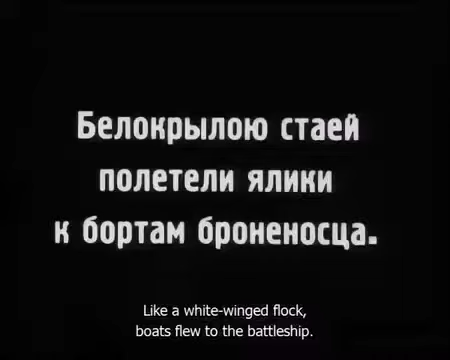 Белокрылою стаей
полетели ялики
к бортам броненосца.
Like a white-winged flock,
boats flew to the battleship.